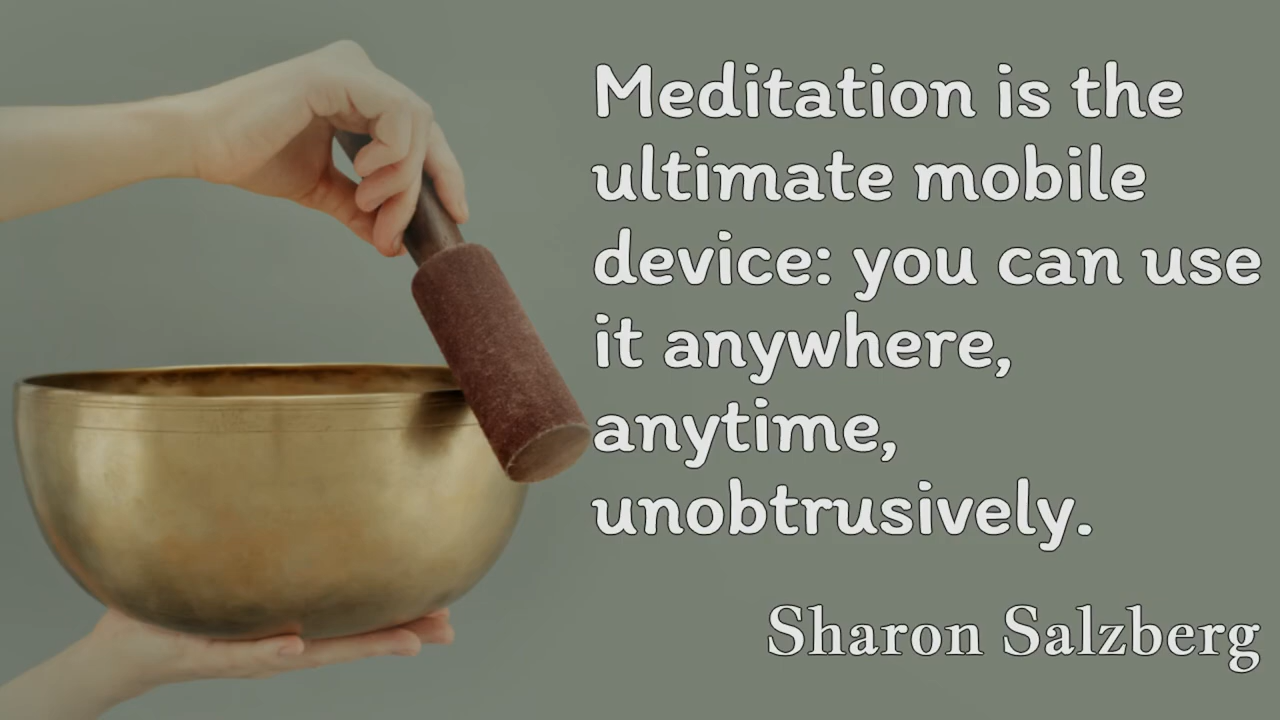 Meditation is the
ultimate mobile
device: you can use
it anywhere,
anytime,
unobtrusively.
Sharon Salzberg